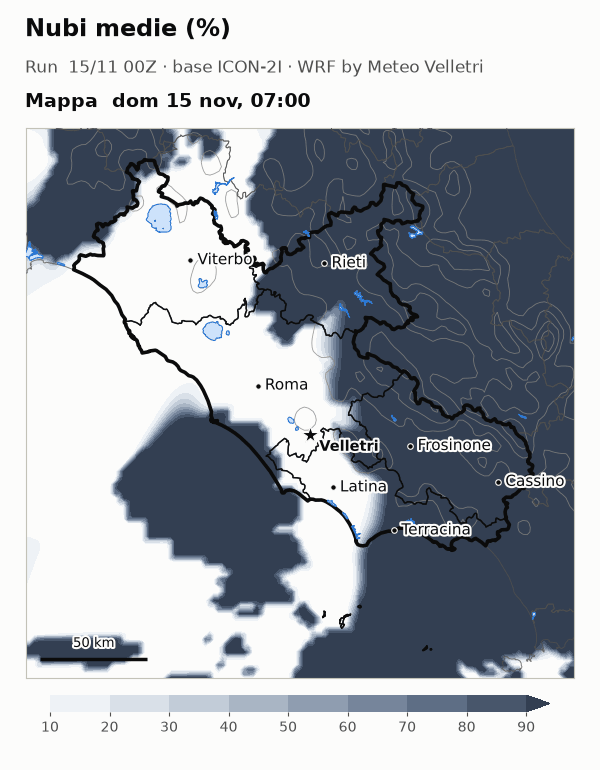 Nubi medie (%)
Run 15/11 00Z · base ICON-2I · WRF by Meteo Velletri
Mappa dom 15 nov, 07:00
Viterbo
Rieti
Roma
Velletri
Frosinone
Cassino
Latina
Terracina
50 km
10 20 30 40 50 60 70 80 90